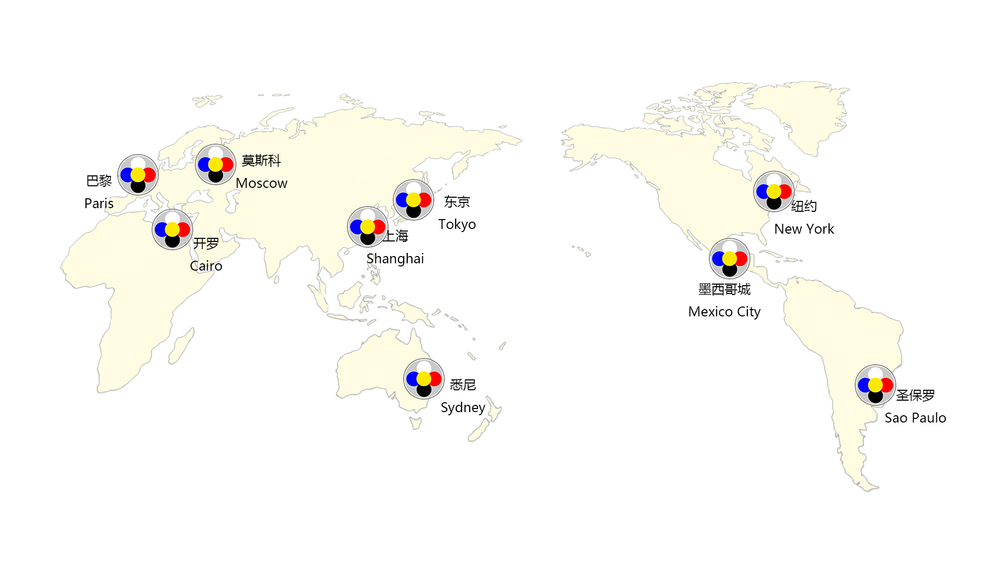 莫斯科
Moscow
巴黎
Paris
东京
Tokyo
纽约
New York
上海
Shanghai
开罗
Cairo
墨西哥城
Mexico City
悉尼
Sydney
圣保罗
Sao Paulo